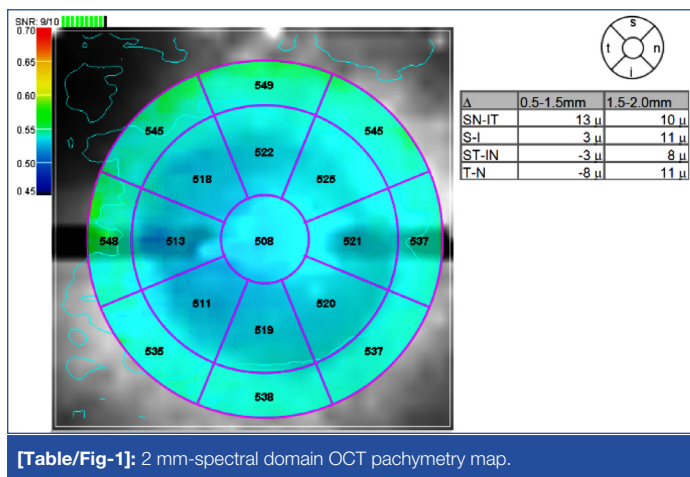 SNR: 9/10
0.70
0.65
0.60
0.55
0.50
0.45
549
545
545
522
518
525
548
513
508
521
537
511
520
519
535
537
538
s
t
n
i
Δ 0.5-1.5mm 1.5-2.0mm
SN-IT 13 μ 10 μ
S-I 3 μ 11 μ
ST-IN -3 μ 8 μ
T-N -8 μ 11 μ
[Table/Fig-1]: 2 mm-spectral domain OCT pachymetry map.